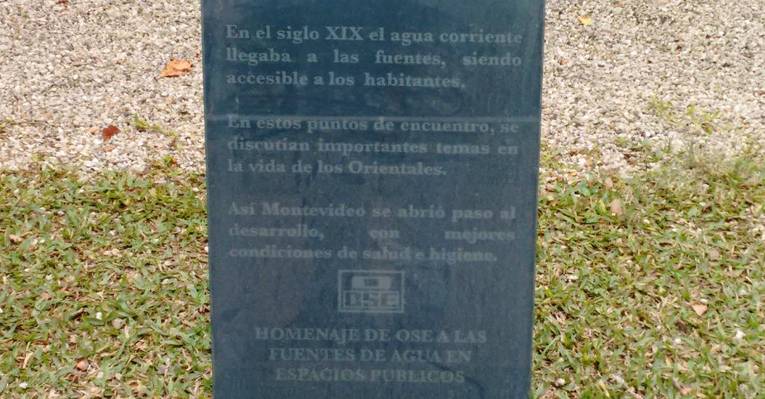 En el siglo XIX el agua corriente
llegaba a las fuentes, siendo
accesible a los habitantes.
En estos puntos de encuentro, se
discutían importantes temas en
la vida de los Orientales.
Así Montevideo se abrió paso al
desarrollo, con mejores
condiciones de salud e higiene.
OSE
HOMENAJE DE OSE A LAS
FUENTES DE AGUA EN
ESPACIOS PUBLICOS